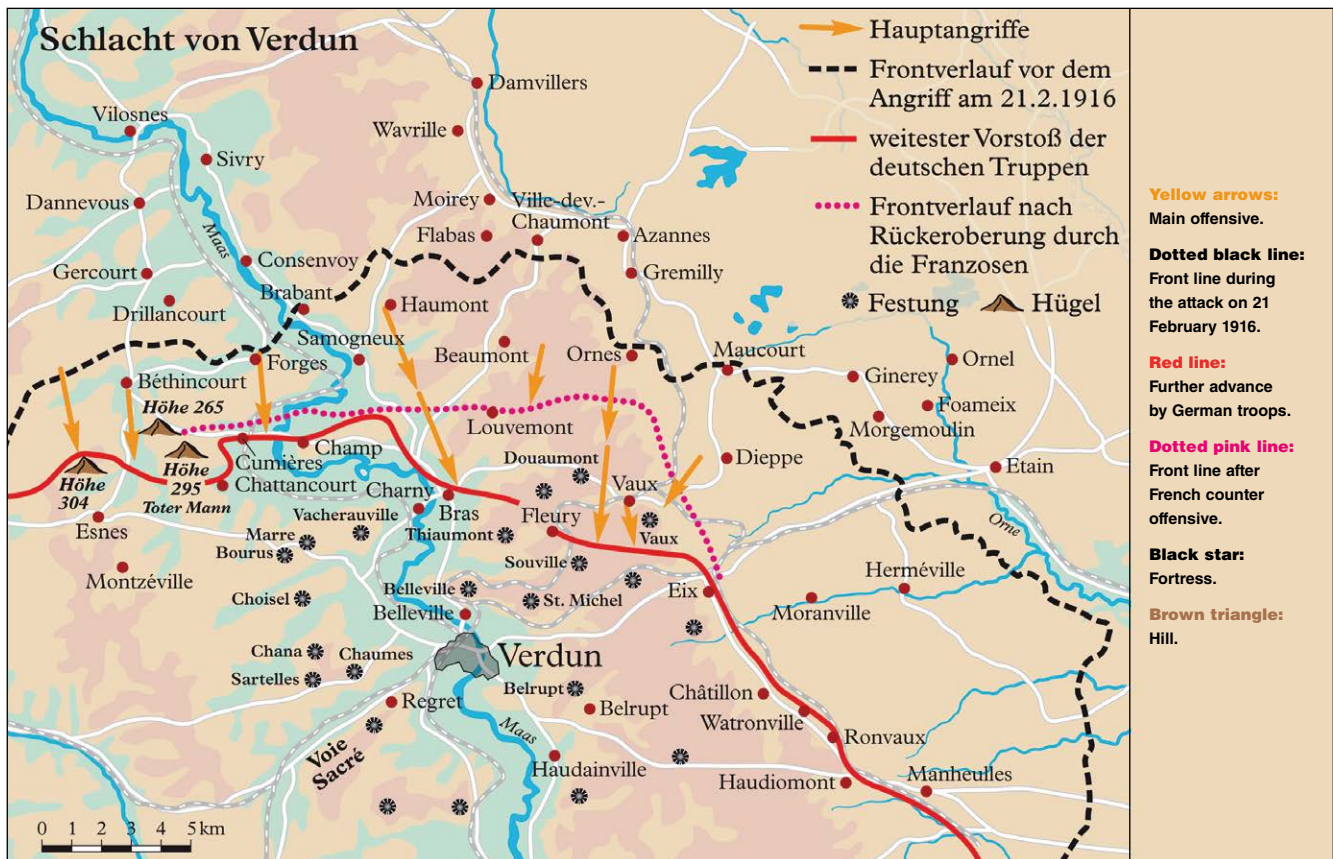 Schlacht von Verdun
Hauptangriffe
Frontverlauf vor dem
Angriff am 21.2.1916
weitester Vorstoß der
deutschen Truppen
Frontverlauf nach
Rückeroberung durch
die Franzosen
Festung
Hügel
Damvillers
Vilosnes
Wavrille
Sivry
Dannevous
Moirey
Ville-dev.-
Chaumont
Maas
Flabas
Azannes
Gercourt
Consenvoy
Gremilly
Brabant
Drillancourt
Haumont
Samogneux
Forges
Beaumont
Ornes
Maucourt
Ornel
Ginerey
Béthincourt
Höhe 265
Foameix
Louvemont
Morgemoulin
Champ
Cumières
Höhe
304
Höhe
295
Toter Mann
Chattancourt
Douaumont
Dieppe
Etain
Charny
Vaux
Bras
Esnes
Vacherauville
Fleury
Orne
Marre
Thiaumont
Vaux
Bourus
Souville
Montzéville
Herméville
Choisel
Belleville
St. Michel
Eix
Moranville
Belleville
Chana
Chaumes
Verdun
Sartelles
Belrupt
Châtillon
Regret
Belrupt
Watronville
Maas
Ronvaux
Voie
Sacré
Haudainville
Haudiomont
Manheulles
0 1 2 3 4 5 km
Yellow arrows:
Main offensive.
Dotted black line:
Front line during
the attack on 21
February 1916.
Red line:
Further advance
by German troops.
Dotted pink line:
Front line after
French counter
offensive.
Black star:
Fortress.
Brown triangle:
Hill.